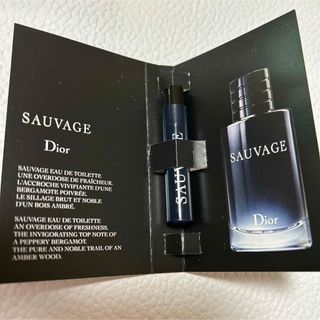 SAUVAGE
Dior
SAUVAGE EAU DE TOILETTE
UNE OVERDOSE DE FRAÎCHEUR.
L'ACCROCHE VIVIFIANTE D'UNE
BERGAMOTE POIVRÉE.
LE SILLAGE BRUT ET NOBLE
D'UN BOIS AMBRÉ.
SAUVAGE EAU DE TOILETTE
AN OVERDOSE OF FRESHNESS.
THE INVIGORATING TOP NOTE OF
A PEPPERY BERGAMOT.
THE PURE AND NOBLE TRAIL OF AN
AMBER WOOD.
SAUVAGE
Dior